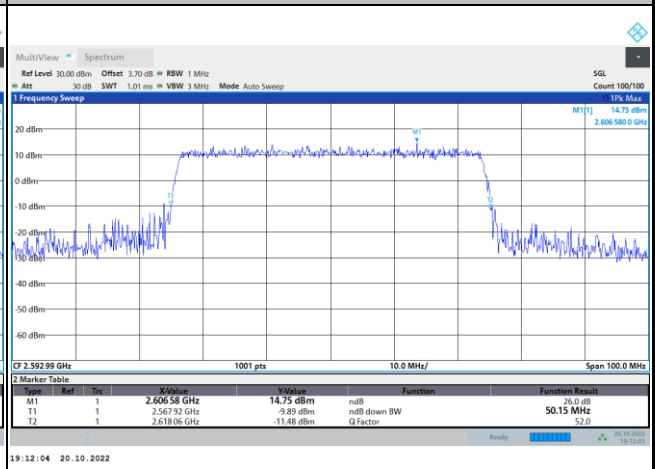 MultiView Spectrum
Ref Level 30.00 dBm Offset 3.70 dB RBW 1 MHz SGL
Att 30 dB SWT 1.01 ms VBW 3 MHz Mode Auto Sweep Count 100/100
1 Frequency Sweep 1Pk Max
M1[1] 14.75 dBm
2.606 580 0 GHz
M1
20 dBm
10 dBm
0 dBm
-10 dBm
T1
T2
-20 dBm
-30 dBm
-40 dBm
-50 dBm
-60 dBm
CF 2.592 99 GHz 1001 pts 10.0 MHz/ Span 100.0 MHz
2 Marker Table
Type Ref Trc X-Value Y-Value Function Function Result
M1 1 2.606 58 GHz 14.75 dBm ndB 26.0 dB
T1 1 2.567 92 GHz -9.89 dBm ndB down BW 50.15 MHz
T2 1 2.618 06 GHz -11.48 dBm Q Factor 52.0
Ready 20.10.2022
19:12:03
19:12:04 20.10.2022